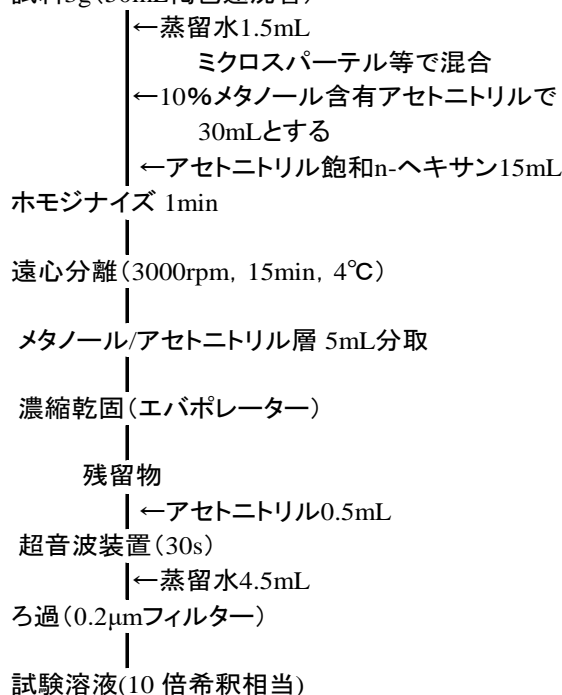 ←蒸留水1.5mL
ミクロスパーテル等で混合
←10%メタノール含有アセトニトリルで
30mLとする
←アセトニトリル飽和n-ヘキサン15mL
ホモジナイズ 1min
遠心分離(3000rpm, 15min, 4℃)
メタノール/アセトニトリル層 5mL分取
濃縮乾固(エバポレーター)
残留物
←アセトニトリル0.5mL
超音波装置(30s)
←蒸留水4.5mL
ろ過(0.2μmフィルター)
試験溶液(10 倍希釈相当)